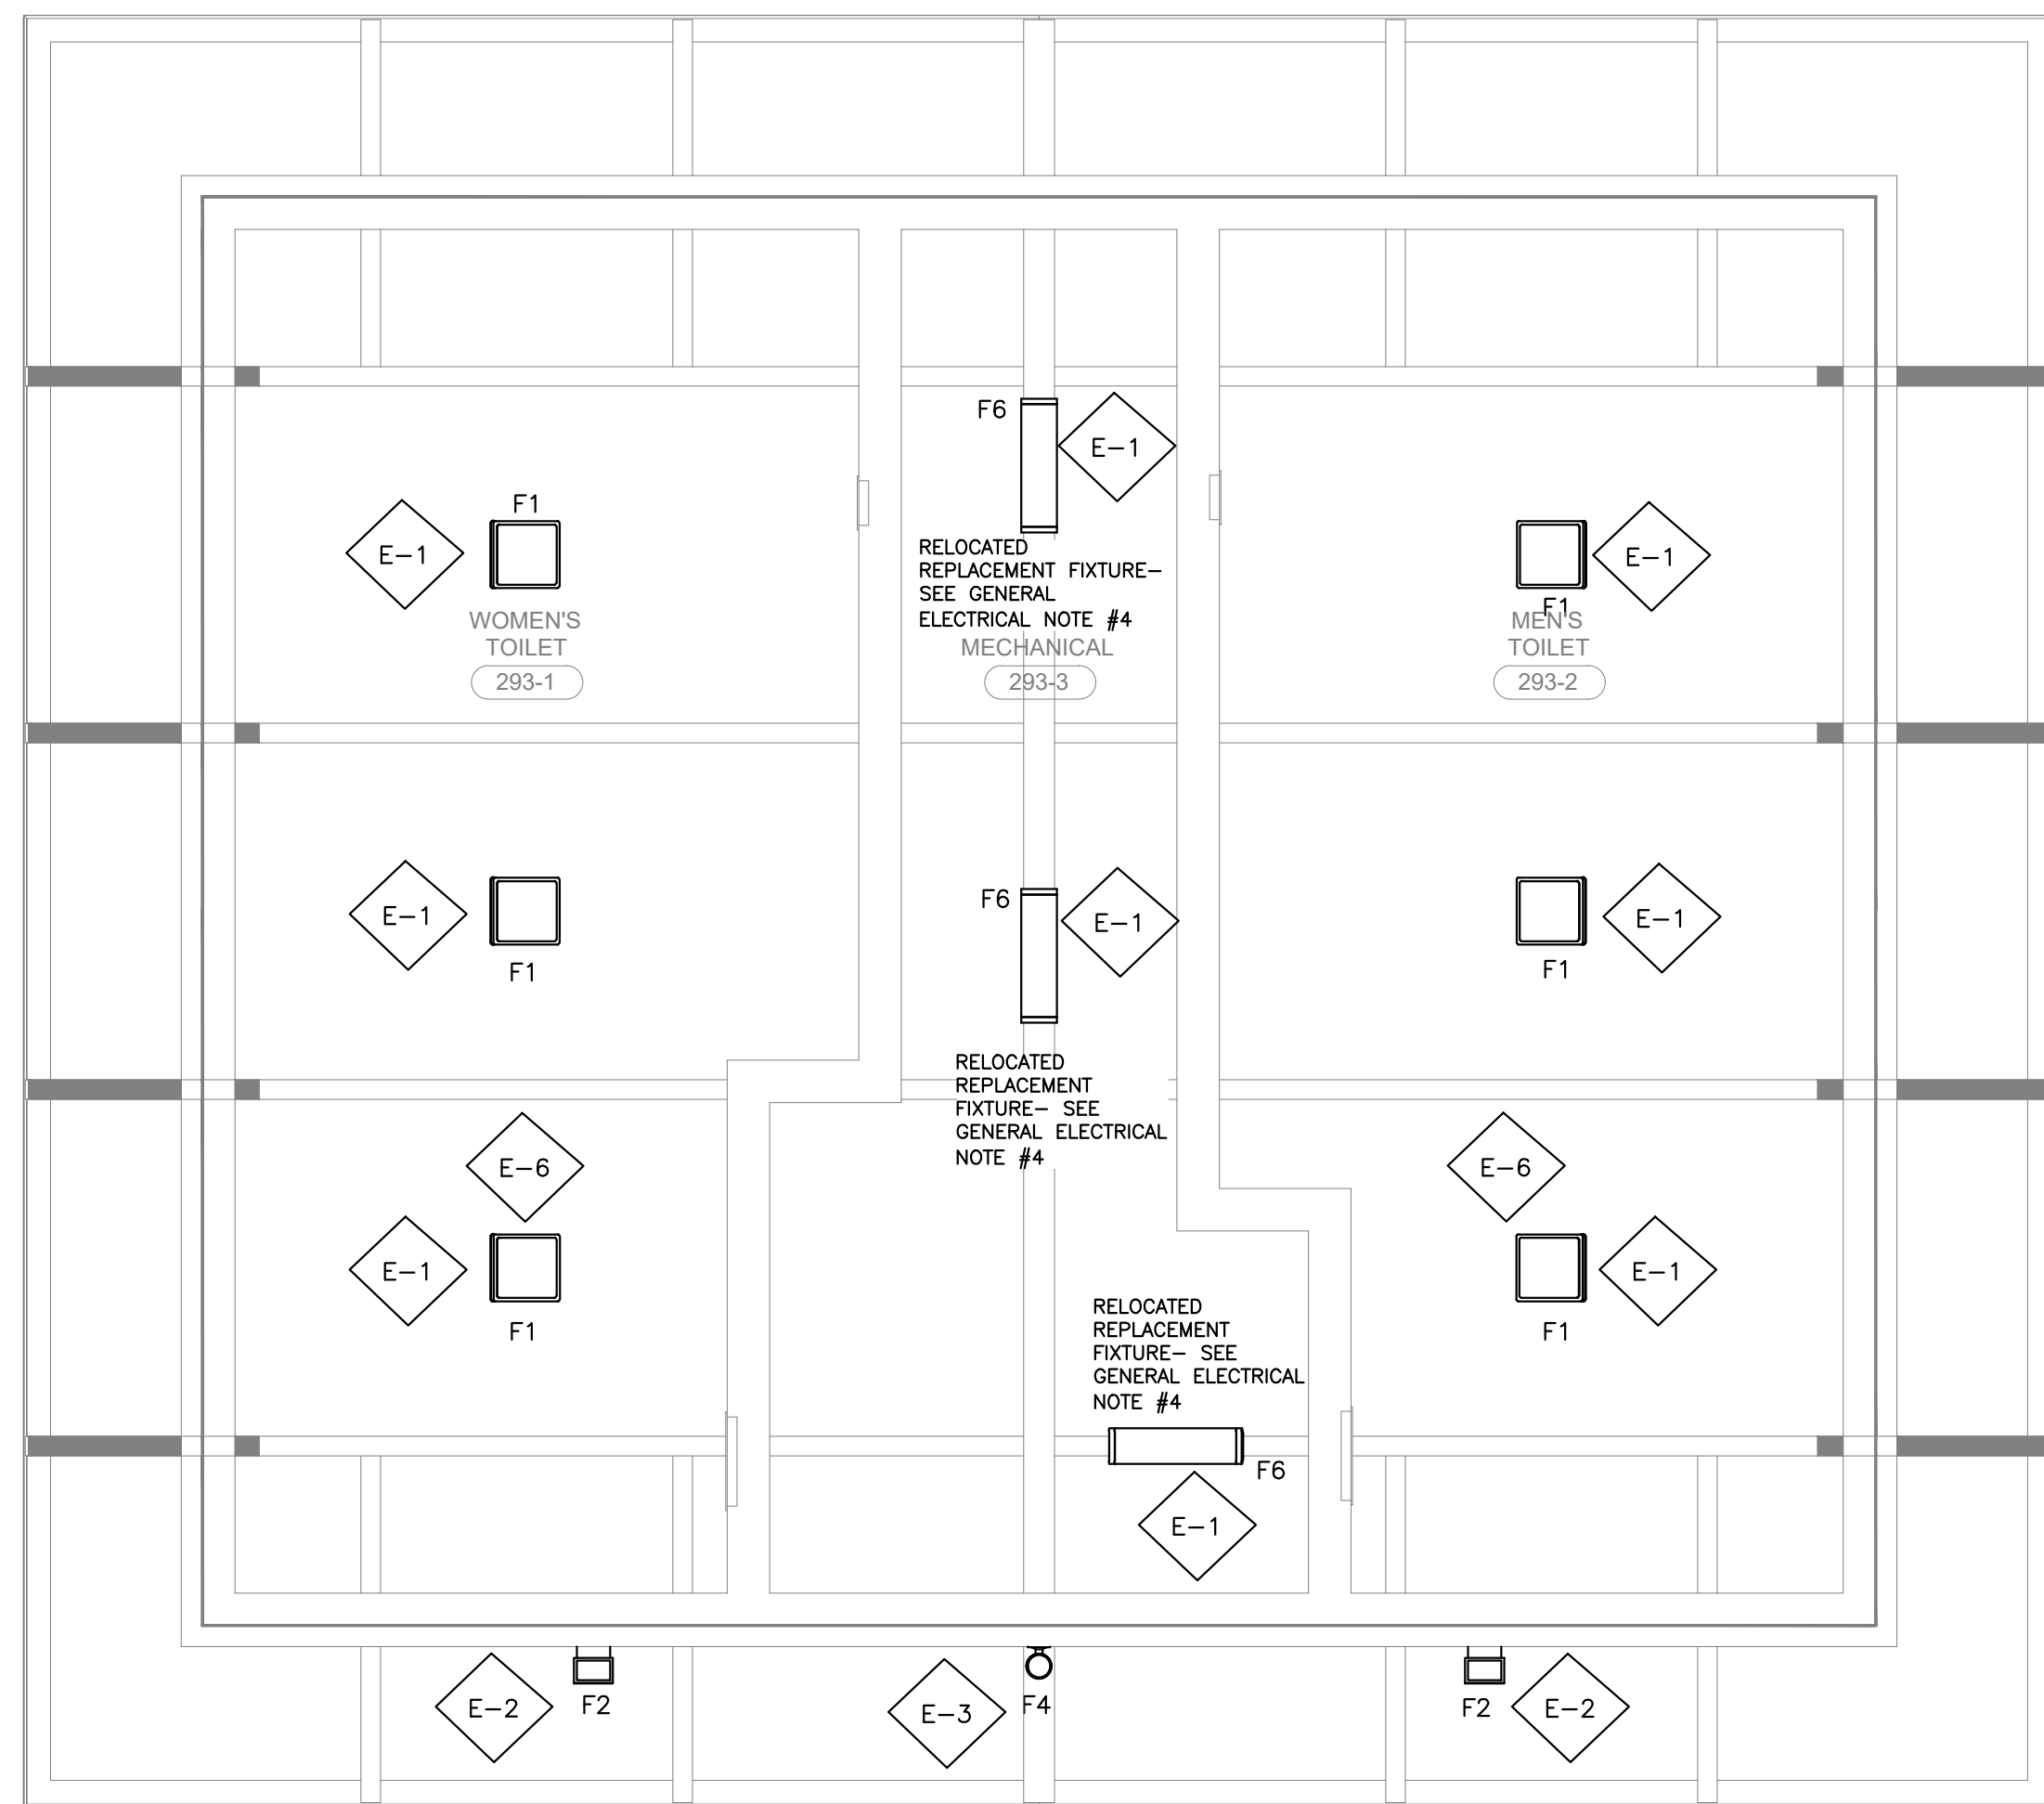 F6
E-1
F1
E-1
E-1
RELOCATED
REPLACEMENT FIXTURE-
SEE GENERAL
ELECTRICAL NOTE #4
F1
WOMEN'S
TOILET
293-1
MECHANICAL
293-3
MEN'S
TOILET
293-2
F6
E-1
E-1
F1
F1
E-1
RELOCATED
REPLACEMENT
FIXTURE- SEE
GENERAL ELECTRICAL
NOTE #4
E-6
E-6
E-1
F1
F1
E-1
RELOCATED
REPLACEMENT
FIXTURE- SEE
GENERAL ELECTRICAL
NOTE #4
F6
E-1
E-2
F2
E-3
F4
F2
E-2